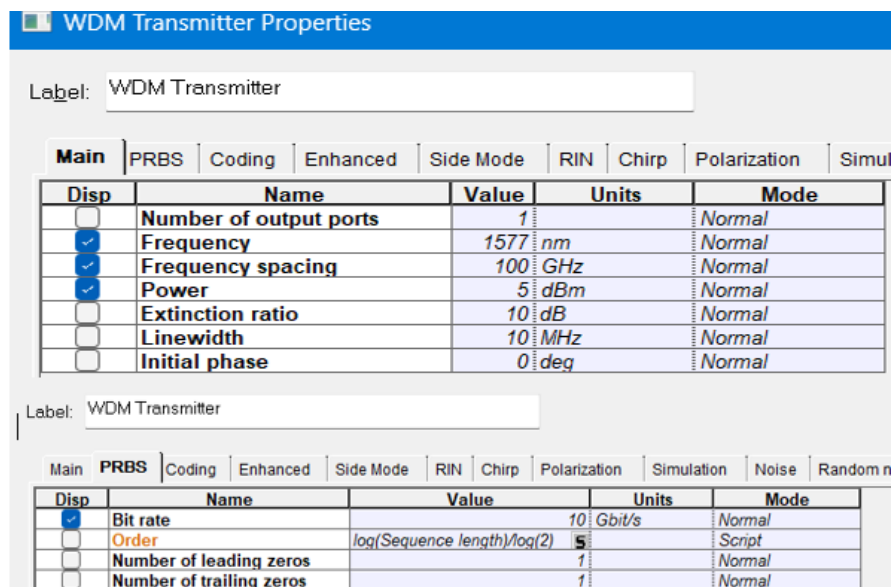 WDM Transmitter Properties
Label: WDM Transmitter
Main PRBS Coding Enhanced Side Mode RIN Chirp Polarization Simul
Disp Name Value Units Mode
Number of output ports 1 Normal
Frequency 1577 nm Normal
Frequency spacing 100 GHz Normal
Power 5 dBm Normal
Extinction ratio 10 dB Normal
Linewidth 10 MHz Normal
Initial phase 0 deg Normal
Label: WDM Transmitter
Main PRBS Coding Enhanced Side Mode RIN Chirp Polarization Simulation Noise Random n
Disp Name Value Units Mode
Bit rate 10 Gbit/s Normal
Order log(Sequence length)/log(2) S Script
Number of leading zeros 1 Normal
Number of trailing zeros 1 Normal